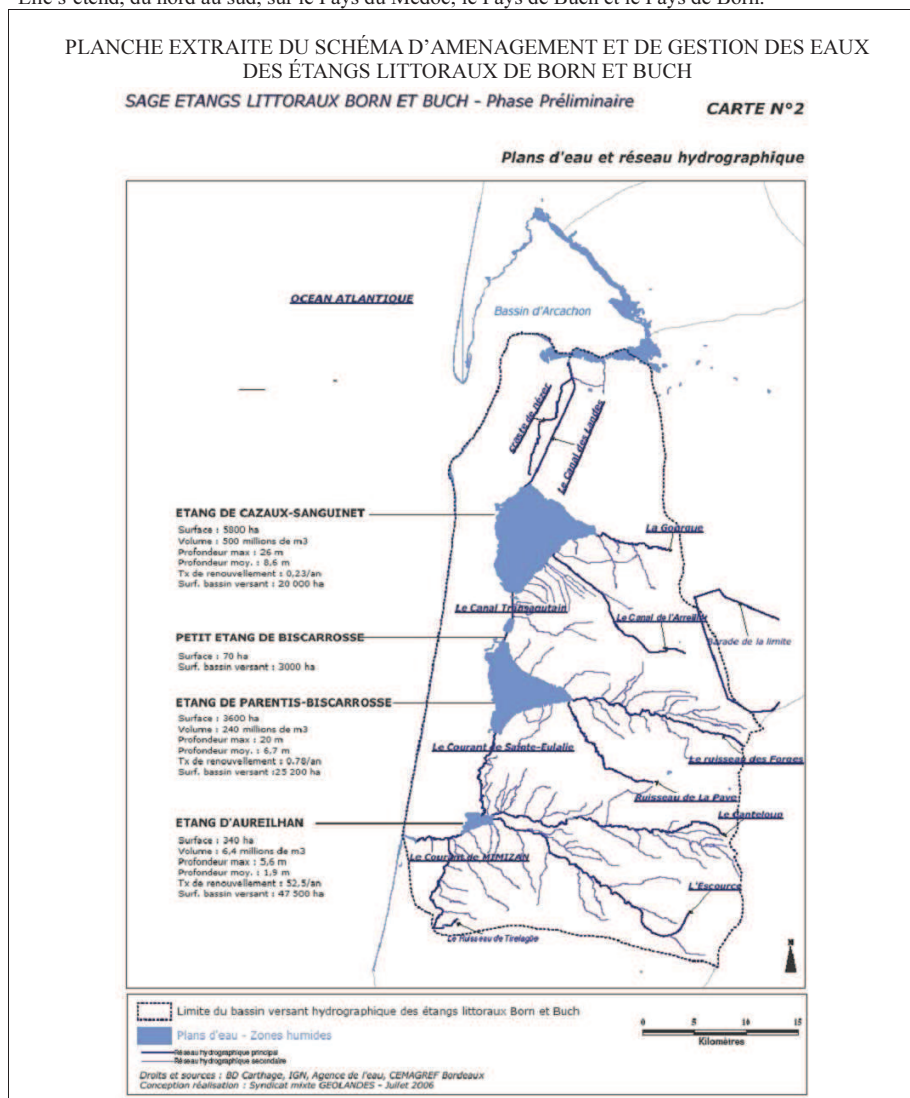 Elle s'étend, du nord au sud, sur le Pays du Médoc, le Pays de Buch et le Pays de Born.
PLANCHE EXTRAITE DU SCHÉMA D'AMENAGEMENT ET DE GESTION DES EAUX
DES ÉTANGS LITTORAUX DE BORN ET BUCH
SAGE ETANGS LITTORAUX BORN ET BUCH - Phase Préliminaire
CARTE N°2
Plans d'eau et réseau hydrographique
OCEAN ATLANTIQUE
Bassin d'Arcachon
craste de nézer
Le Canal des Landes
ETANG DE CAZAUX-SANGUINET
Surface : 5800 ha
Volume : 500 millions de m3
Profondeur max : 26 m
Profondeur moy. : 8,6 m
Tx de renouvellement : 0,23/an
Surf. bassin versant : 20 000 ha
La Gourgue
Le Canal Transaquitain
Le Canal de l'Arreillet
Barade de la limite
PETIT ETANG DE BISCARROSSE
Surface : 70 ha
Surf. bassin versant : 3000 ha
ETANG DE PARENTIS-BISCARROSSE
Surface : 3600 ha
Volume : 240 millions de m3
Profondeur max : 20 m
Profondeur moy. : 6,7 m
Tx de renouvellement : 0.78/an
Surf. bassin versant :25 200 ha
Le Courant de Sainte-Eulalie
Le ruisseau des Forges
Ruisseau de La Pave
Le Canteloup
ETANG D'AUREILHAN
Surface : 340 ha
Volume : 6,4 millions de m3
Profondeur max : 5,6 m
Profondeur moy. : 1,9 m
Tx de renouvellement : 52,5/an
Surf. bassin versant : 47 500 ha
Le Courant de MIMIZAN
L'Escource
Le Ruisseau de
N
Limite du bassin versant hydrographique des étangs littoraux Born et Buch
Plans d'eau - Zones humides
Réseau hydrographique principal
Réseau hydrographique secondaire
0 5 10 15
Kilomètres
Droits et sources : BD Carthage, IGN, Agence de l'eau, CEMAGREF Bordeaux
Conception réalisation : Syndicat mixte GEOLANDES - Juillet 2006